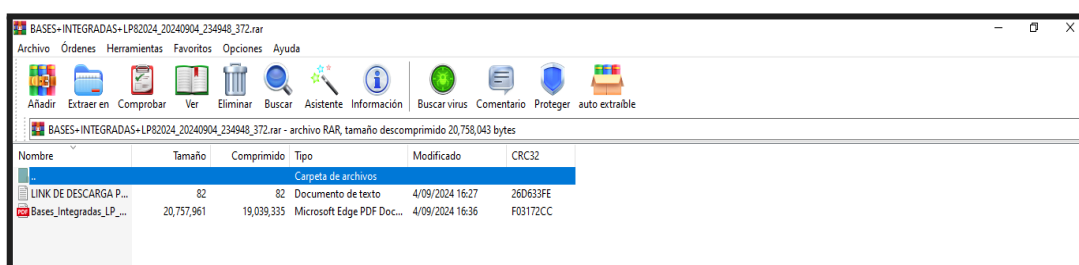 BASES+INTEGRADAS+LP82024_20240904_234948_372.rar
Archivo Órdenes Herramientas Favoritos Opciones Ayuda
Añadir Extraer en Comprobar Ver Eliminar Buscar Asistente Información Buscar virus Comentario Proteger auto extraíble
BASES+INTEGRADAS+LP82024_20240904_234948_372.rar - archivo RAR, tamaño descomprimido 20,758,043 bytes
Nombre Tamaño Comprimido Tipo Modificado CRC32
.. Carpeta de archivos
LINK DE DESCARGA P... 82 82 Documento de texto 4/09/2024 16:27 26D633FE
Bases_Integradas_LP_... 20,757,961 19,039,335 Microsoft Edge PDF Doc... 4/09/2024 16:36 F03172CC